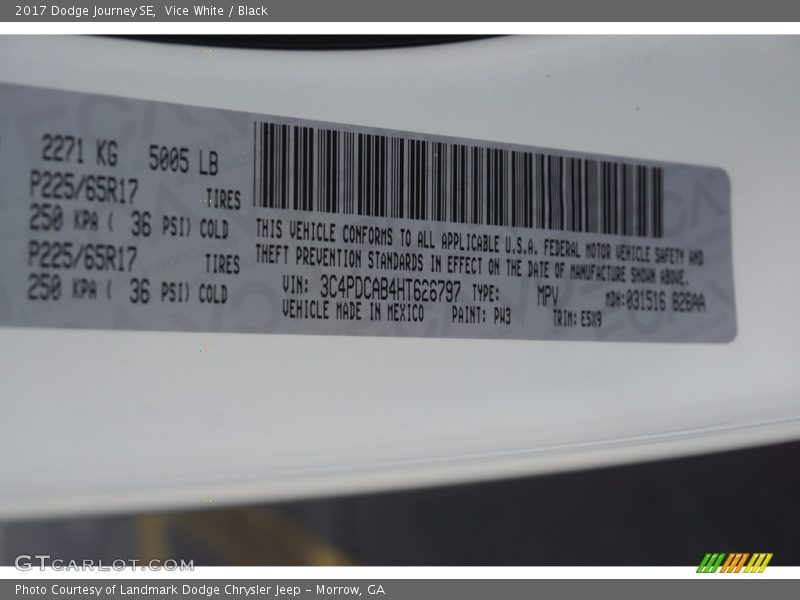 2017 Dodge Journey SE, Vice White / Black
2271 KG 5005 LB
P225/65R17 TIRES
250 KPA ( 36 PSI) COLD
P225/65R17 TIRES
250 KPA ( 36 PSI) COLD
THIS VEHICLE CONFORMS TO ALL APPLICABLE U.S.A. FEDERAL MOTOR VEHICLE SAFETY AND
THEFT PREVENTION STANDARDS IN EFFECT ON THE DATE OF MANUFACTURE SHOWN ABOVE.
VIN: 3C4PDCAB4HT626797 TYPE: MPV MDH:031516 826AA
VEHICLE MADE IN MEXICO PAINT: PW3 TRIM: E5X9
GTCARLOT.COM
Photo Courtesy of Landmark Dodge Chrysler Jeep – Morrow, GA